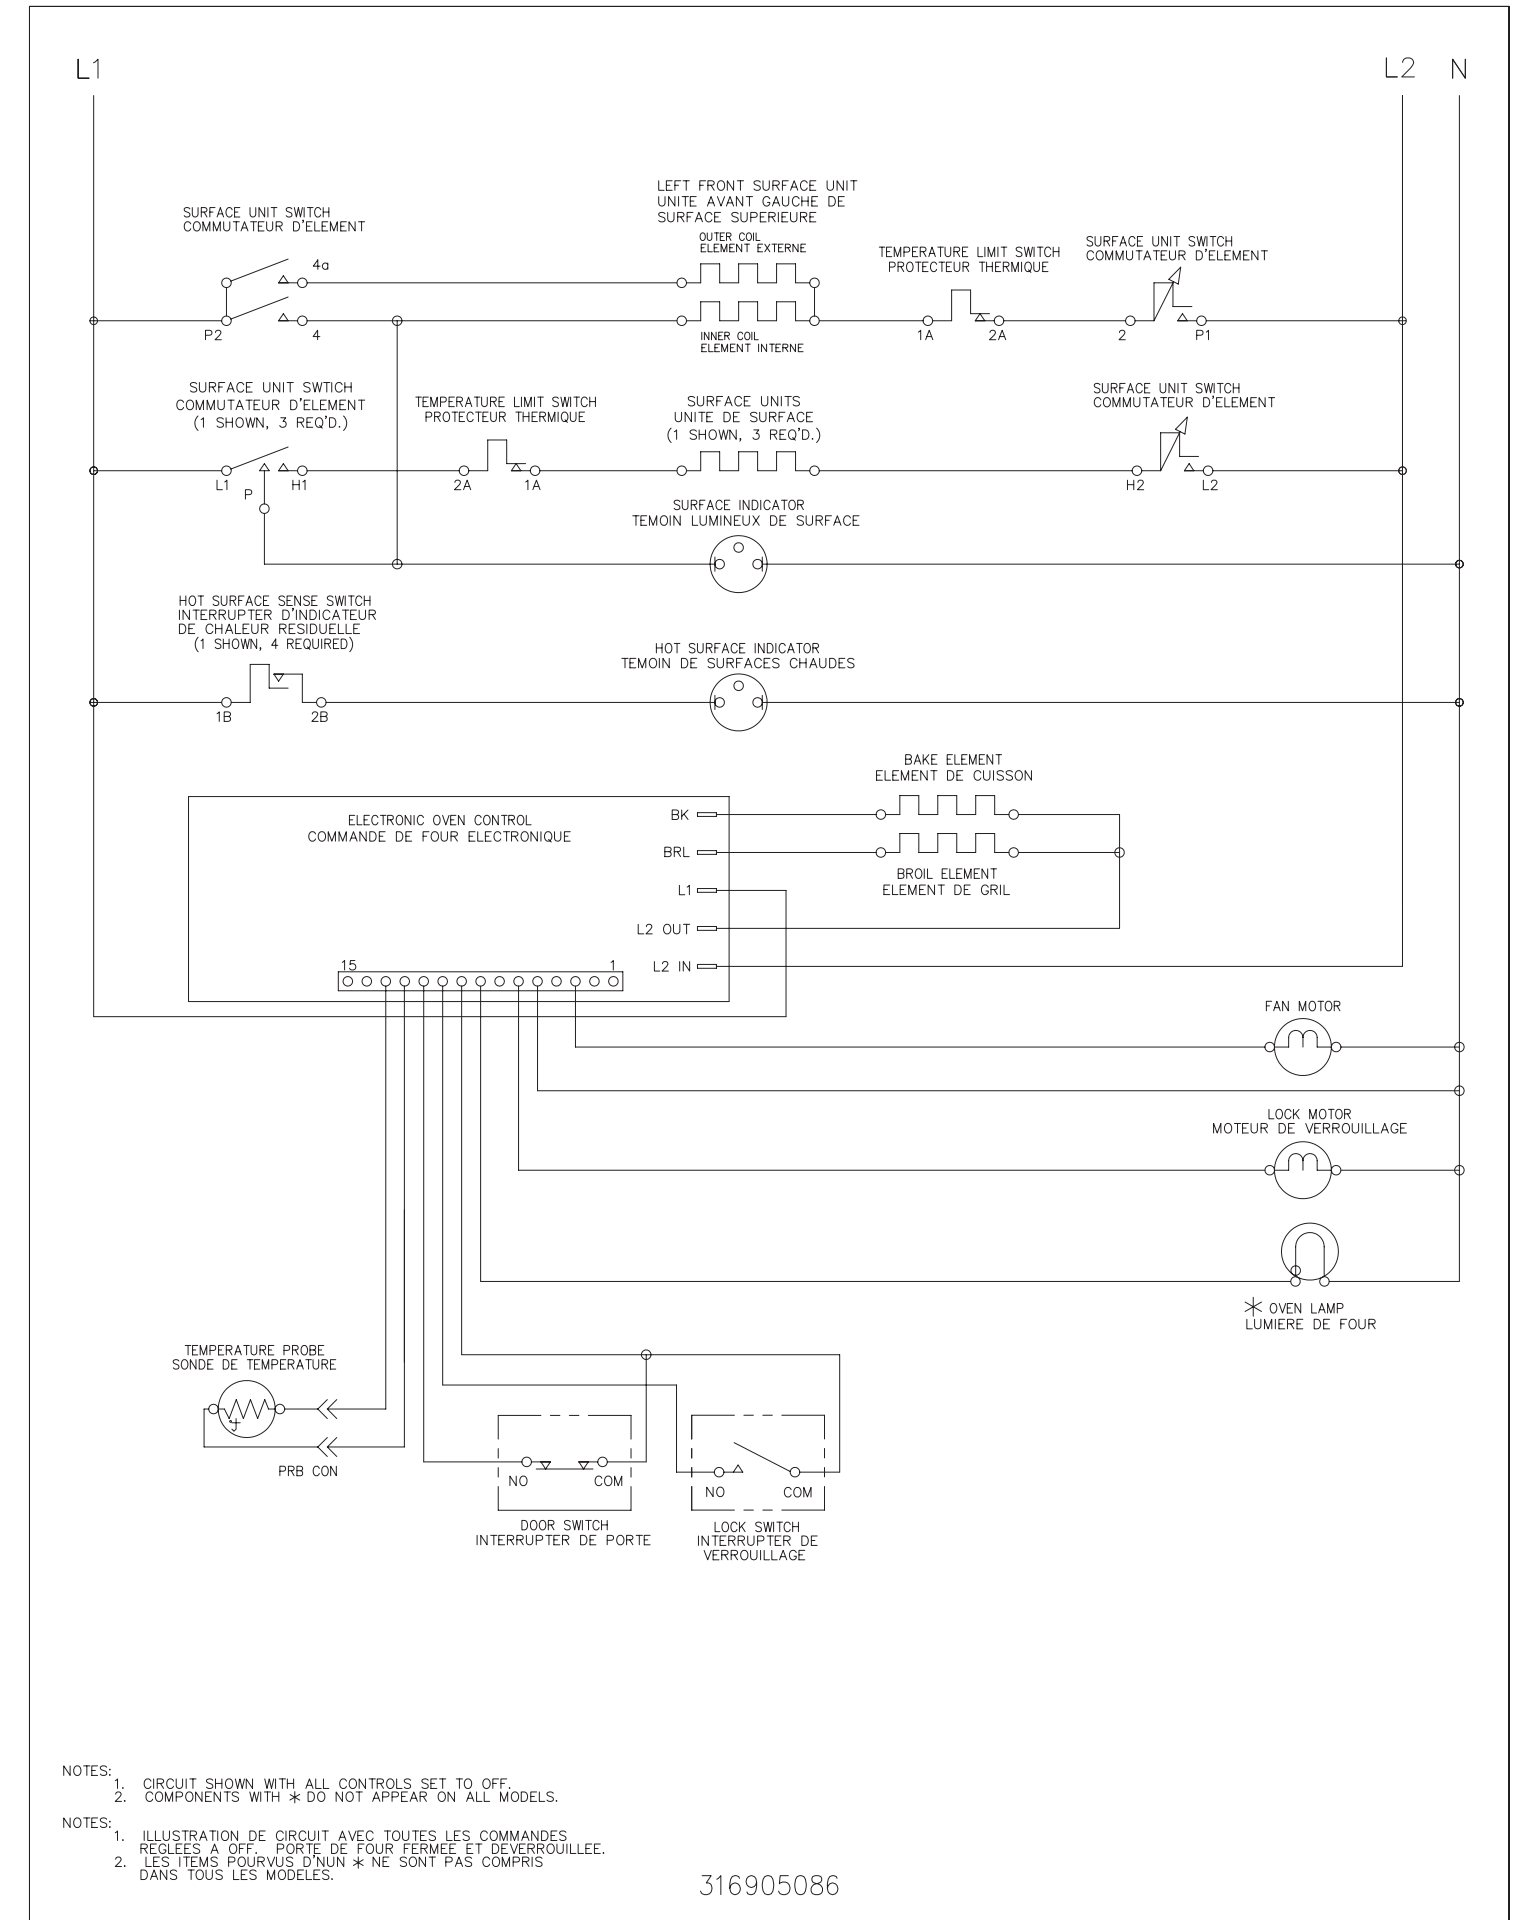 L1
L2 N
LEFT FRONT SURFACE UNIT
UNITE AVANT GAUCHE DE
SURFACE SUPERIEURE
SURFACE UNIT SWITCH
COMMUTATEUR D'ELEMENT
OUTER COIL
ELEMENT EXTERNE
TEMPERATURE LIMIT SWITCH
PROTECTEUR THERMIQUE
SURFACE UNIT SWITCH
COMMUTATEUR D'ELEMENT
4a
P2
4
INNER COIL
ELEMENT INTERNE
1A
2A
2
P1
SURFACE UNIT SWTICH
COMMUTATEUR D'ELEMENT
(1 SHOWN, 3 REQ'D.)
TEMPERATURE LIMIT SWITCH
PROTECTEUR THERMIQUE
SURFACE UNITS
UNITE DE SURFACE
(1 SHOWN, 3 REQ'D.)
SURFACE UNIT SWITCH
COMMUTATEUR D'ELEMENT
L1
P
H1
2A
1A
H2
L2
SURFACE INDICATOR
TEMOIN LUMINEUX DE SURFACE
HOT SURFACE SENSE SWITCH
INTERRUPTER D'INDICATEUR
DE CHALEUR RESIDUELLE
(1 SHOWN, 4 REQUIRED)
HOT SURFACE INDICATOR
TEMOIN DE SURFACES CHAUDES
1B
2B
BAKE ELEMENT
ELEMENT DE CUISSON
ELECTRONIC OVEN CONTROL
COMMANDE DE FOUR ELECTRONIQUE
BK
BRL
BROIL ELEMENT
ELEMENT DE GRIL
L1
L2 OUT
L2 IN
15
1
FAN MOTOR
LOCK MOTOR
MOTEUR DE VERROUILLAGE
* OVEN LAMP
LUMIERE DE FOUR
TEMPERATURE PROBE
SONDE DE TEMPERATURE
PRB CON
NO
COM
NO
COM
DOOR SWITCH
INTERRUPTER DE PORTE
LOCK SWITCH
INTERRUPTER DE
VERROUILLAGE
NOTES:
1. CIRCUIT SHOWN WITH ALL CONTROLS SET TO OFF.
2. COMPONENTS WITH * DO NOT APPEAR ON ALL MODELS.
NOTES:
1. ILLUSTRATION DE CIRCUIT AVEC TOUTES LES COMMANDES
REGLEES A OFF. PORTE DE FOUR FERMEE ET DEVERROUILLEE.
2. LES ITEMS POURVUS D'NUN * NE SONT PAS COMPRIS
DANS TOUS LES MODELES.
316905086